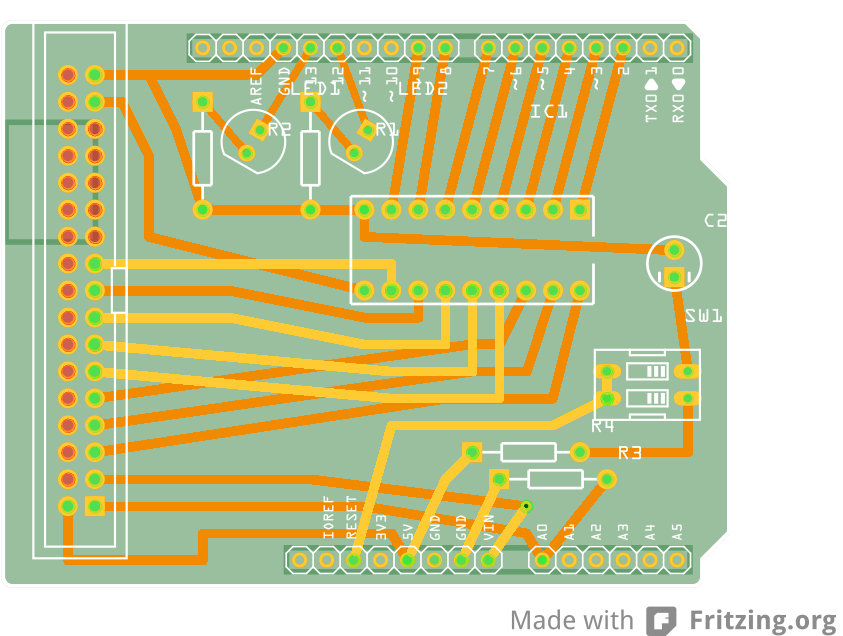 AREF
GND
13
12
~ 11
~ 10
~ 9
8
7
~ 6
~ 5
4
~ 3
2
TX0 1
RX0 0
LED1
LED2
IC1
R2
R1
C2
SW1
R4
R3
IOREF
RESET
3V3
5V
GND
GND
VIN
A0
A1
A2
A3
A4
A5
Made with Fritzing.org